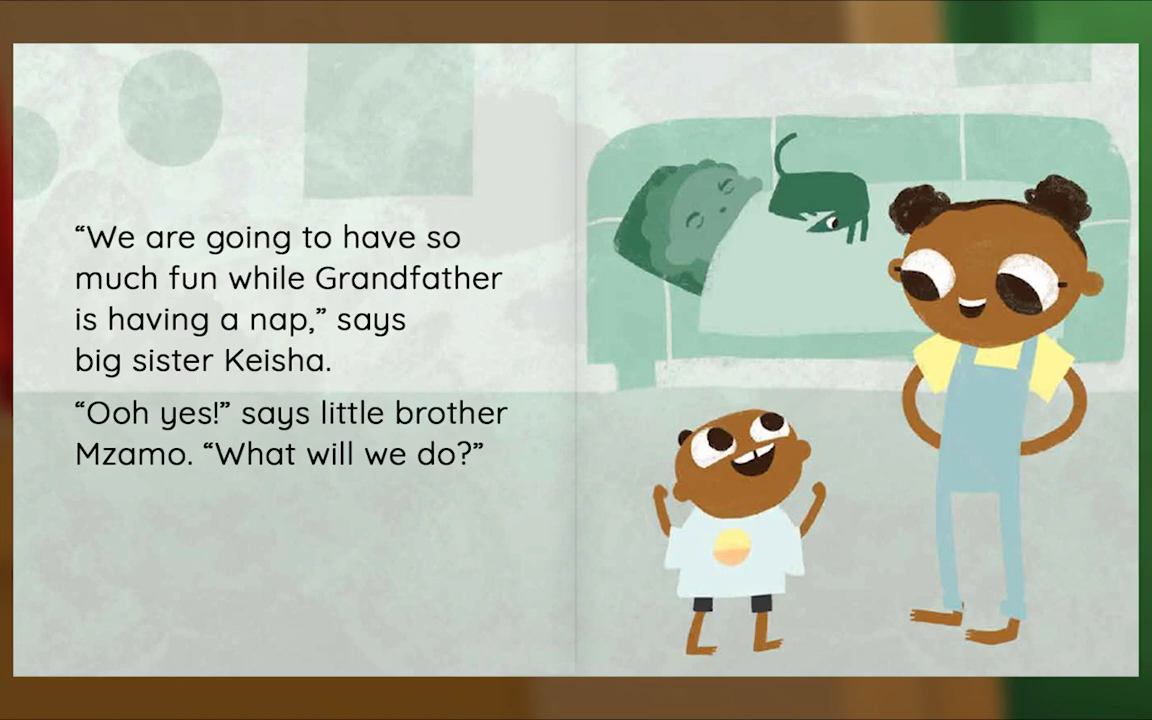 “We are going to have so
much fun while Grandfather
is having a nap,” says
big sister Keisha.
“Ooh yes!” says little brother
Mzamo. “What will we do?”